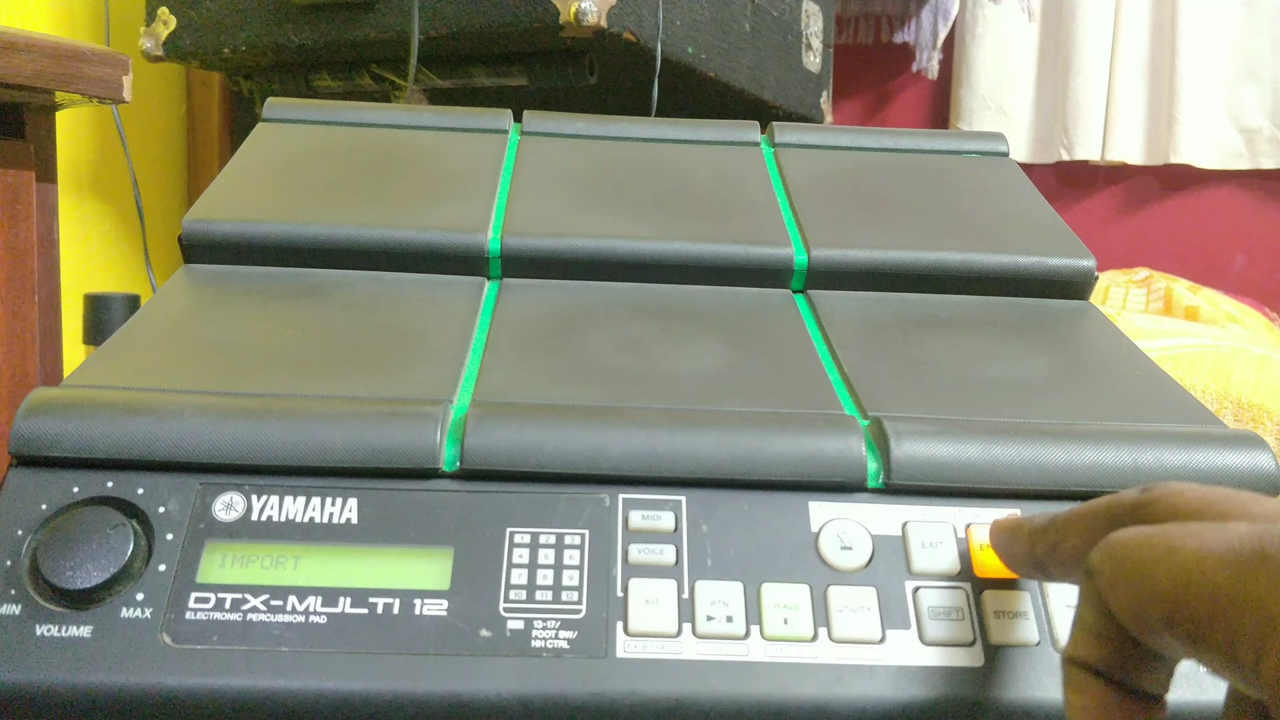 YAMAHA
IMPORT
DTX-MULTI 12
ELECTRONIC PERCUSSION PAD
MIN
MAX
VOLUME
1 2 3
4 5 6
7 8 9
10 11 12
13-17/
FOOT SW/
HH CTRL
MIDI
VOICE
KIT
PTN
WAVE
UTILITY
EXIT
SHIFT
STORE